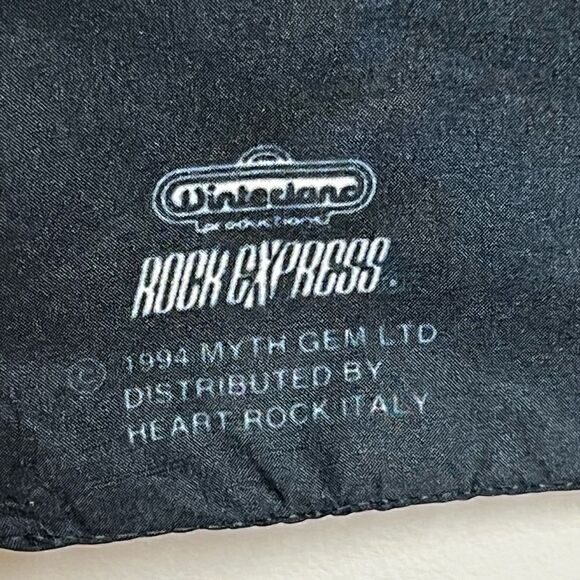 Winterland
productions
ROCK EXPRESS.
© 1994 MYTH GEM LTD
DISTRIBUTED BY
HEART ROCK ITALY